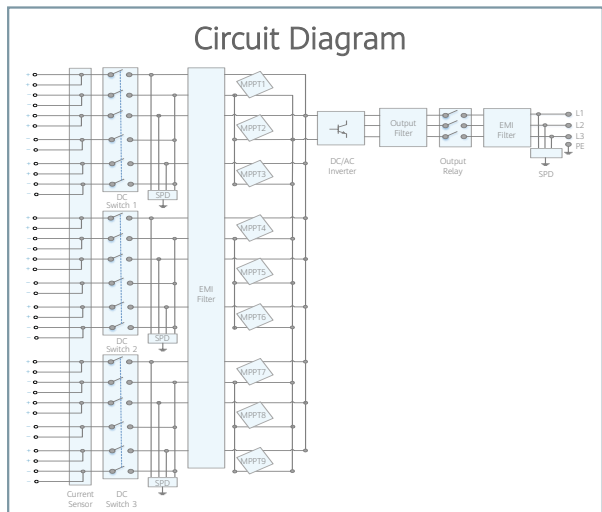 Circuit Diagram
MPPT1
MPPT2
MPPT3
MPPT4
MPPT5
MPPT6
MPPT7
MPPT8
MPPT9
SPD
DC
Switch 1
SPD
DC
Switch 2
SPD
Current
Sensor
DC
Switch 3
EMI
Filter
DC/AC
Inverter
Output
Filter
Output
Relay
EMI
Filter
L1
L2
L3
PE
SPD